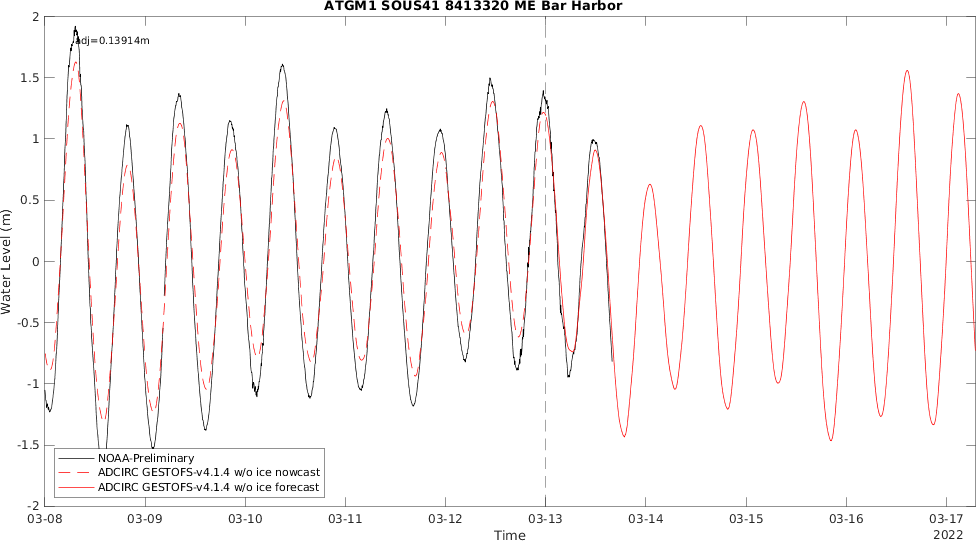 ATGM1 SOUS41 8413320 ME Bar Harbor
adj=0.13914m
2
1.5
1
0.5
0
-0.5
-1
-1.5
-2
Water Level (m)
NOAA-Preliminary
ADCIRC GESTOFS-v4.1.4 w/o ice nowcast
ADCIRC GESTOFS-v4.1.4 w/o ice forecast
03-08 03-09 03-10 03-11 03-12 03-13 03-14 03-15 03-16 03-17
Time
2022